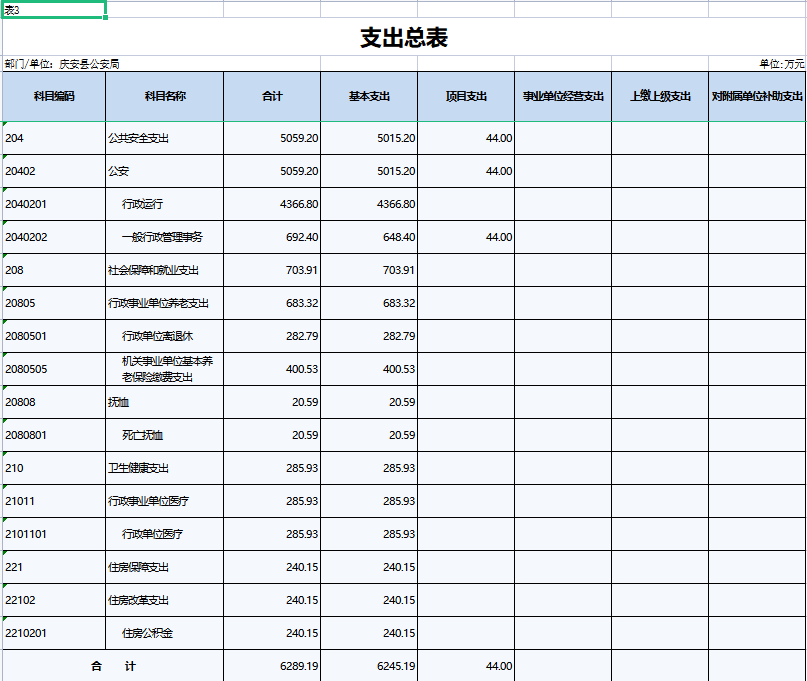 表3
支出总表
部门/单位：庆安县公安局 单位:万元
科目编码 科目名称 合计 基本支出 项目支出 事业单位经营支出 上缴上级支出 对附属单位补助支出
204 公共安全支出 5059.20 5015.20 44.00
20402 公安 5059.20 5015.20 44.00
2040201 行政运行 4366.80 4366.80
2040202 一般行政管理事务 692.40 648.40 44.00
208 社会保障和就业支出 703.91 703.91
20805 行政事业单位养老支出 683.32 683.32
2080501 行政单位离退休 282.79 282.79
2080505 机关事业单位基本养 400.53 400.53
老保险缴费支出
20808 抚恤 20.59 20.59
2080801 死亡抚恤 20.59 20.59
210 卫生健康支出 285.93 285.93
21011 行政事业单位医疗 285.93 285.93
2101101 行政单位医疗 285.93 285.93
221 住房保障支出 240.15 240.15
22102 住房改革支出 240.15 240.15
2210201 住房公积金 240.15 240.15
合 计 6289.19 6245.19 44.00